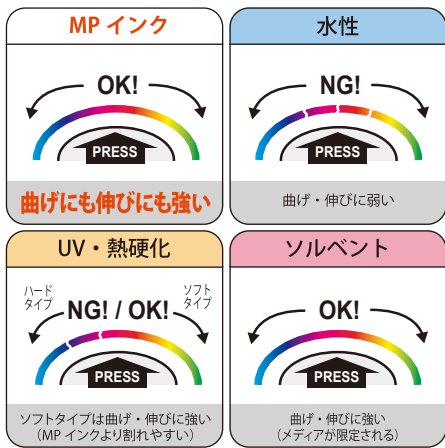 MP インク
OK!
PRESS
曲げにも伸びにも強い
水性
NG!
PRESS
曲げ・伸びに弱い
UV・熱硬化
ハード
タイプ
NG! / OK!
ソフト
タイプ
PRESS
ソフトタイプは曲げ・伸びに強い
(MP インクより割れやすい)
ソルベント
OK!
PRESS
曲げ・伸びに強い
(メディアが限定される)